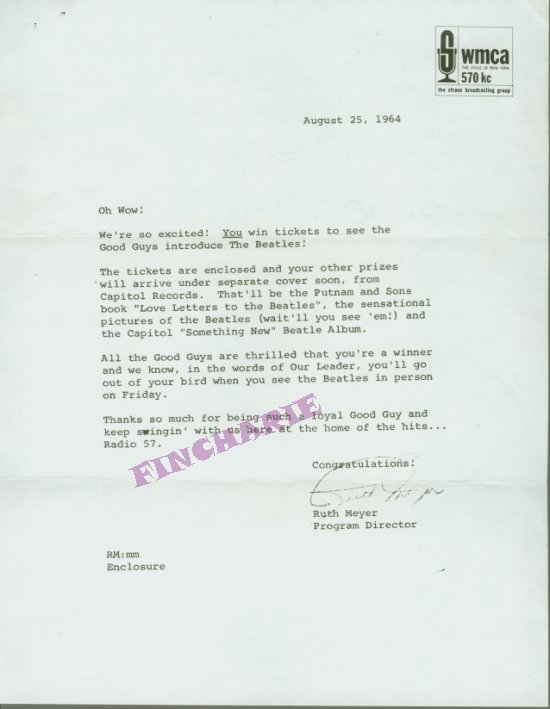 wmca
THE VOICE OF NEW YORK
570 kc
the straus broadcasting group
August 25, 1964
Oh Wow!
We're so excited! You win tickets to see the
Good Guys introduce The Beatles!
The tickets are enclosed and your other prizes
will arrive under separate cover soon, from
Capitol Records. That'll be the Putnam and Sons
book "Love Letters to the Beatles", the sensational
pictures of the Beatles (wait'll you see 'em!) and
the Capitol "Something New" Beatle Album.
All the Good Guys are thrilled that you're a winner
and we know, in the words of Our Leader, you'll go
out of your bird when you see the Beatles in person
on Friday.
Thanks so much for being such a loyal Good Guy and
keep swingin' with us here at the home of the hits...
Radio 57.
FINCHARIE
Congratulations!
Ruth Meyer
Ruth Meyer
Program Director
RM:mm
Enclosure